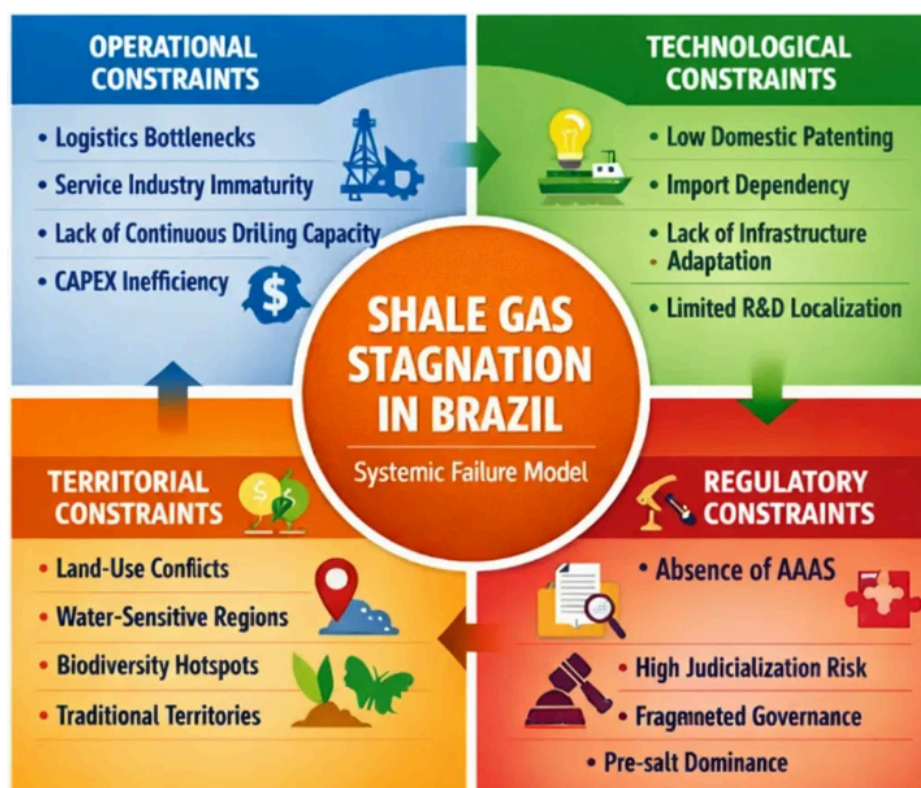 OPERATIONAL
CONSTRAINTS
• Logistics Bottlenecks
• Service Industry Immaturity
• Lack of Continuous Driling Capacity
• CAPEX Inefficiency
$
TECHNOLOGICAL
CONSTRAINTS
• Low Domestic Patenting
• Import Dependency
• Lack of Infrastructure
• Adaptation
• Limited R&D Localization
SHALE GAS
STAGNATION
IN BRAZIL
Systemic Failure Model
TERRITORIAL
CONSTRAINTS
$
• Land-Use Conflicts
• Water-Sensitive Regions
• Biodiversity Hotspots
• Traditional Territories
REGULATORY
CONSTRAINTS
• Absence of AAAS
• High Judicialization Risk
• Fragmneted Governance
• Pre-salt Dominance